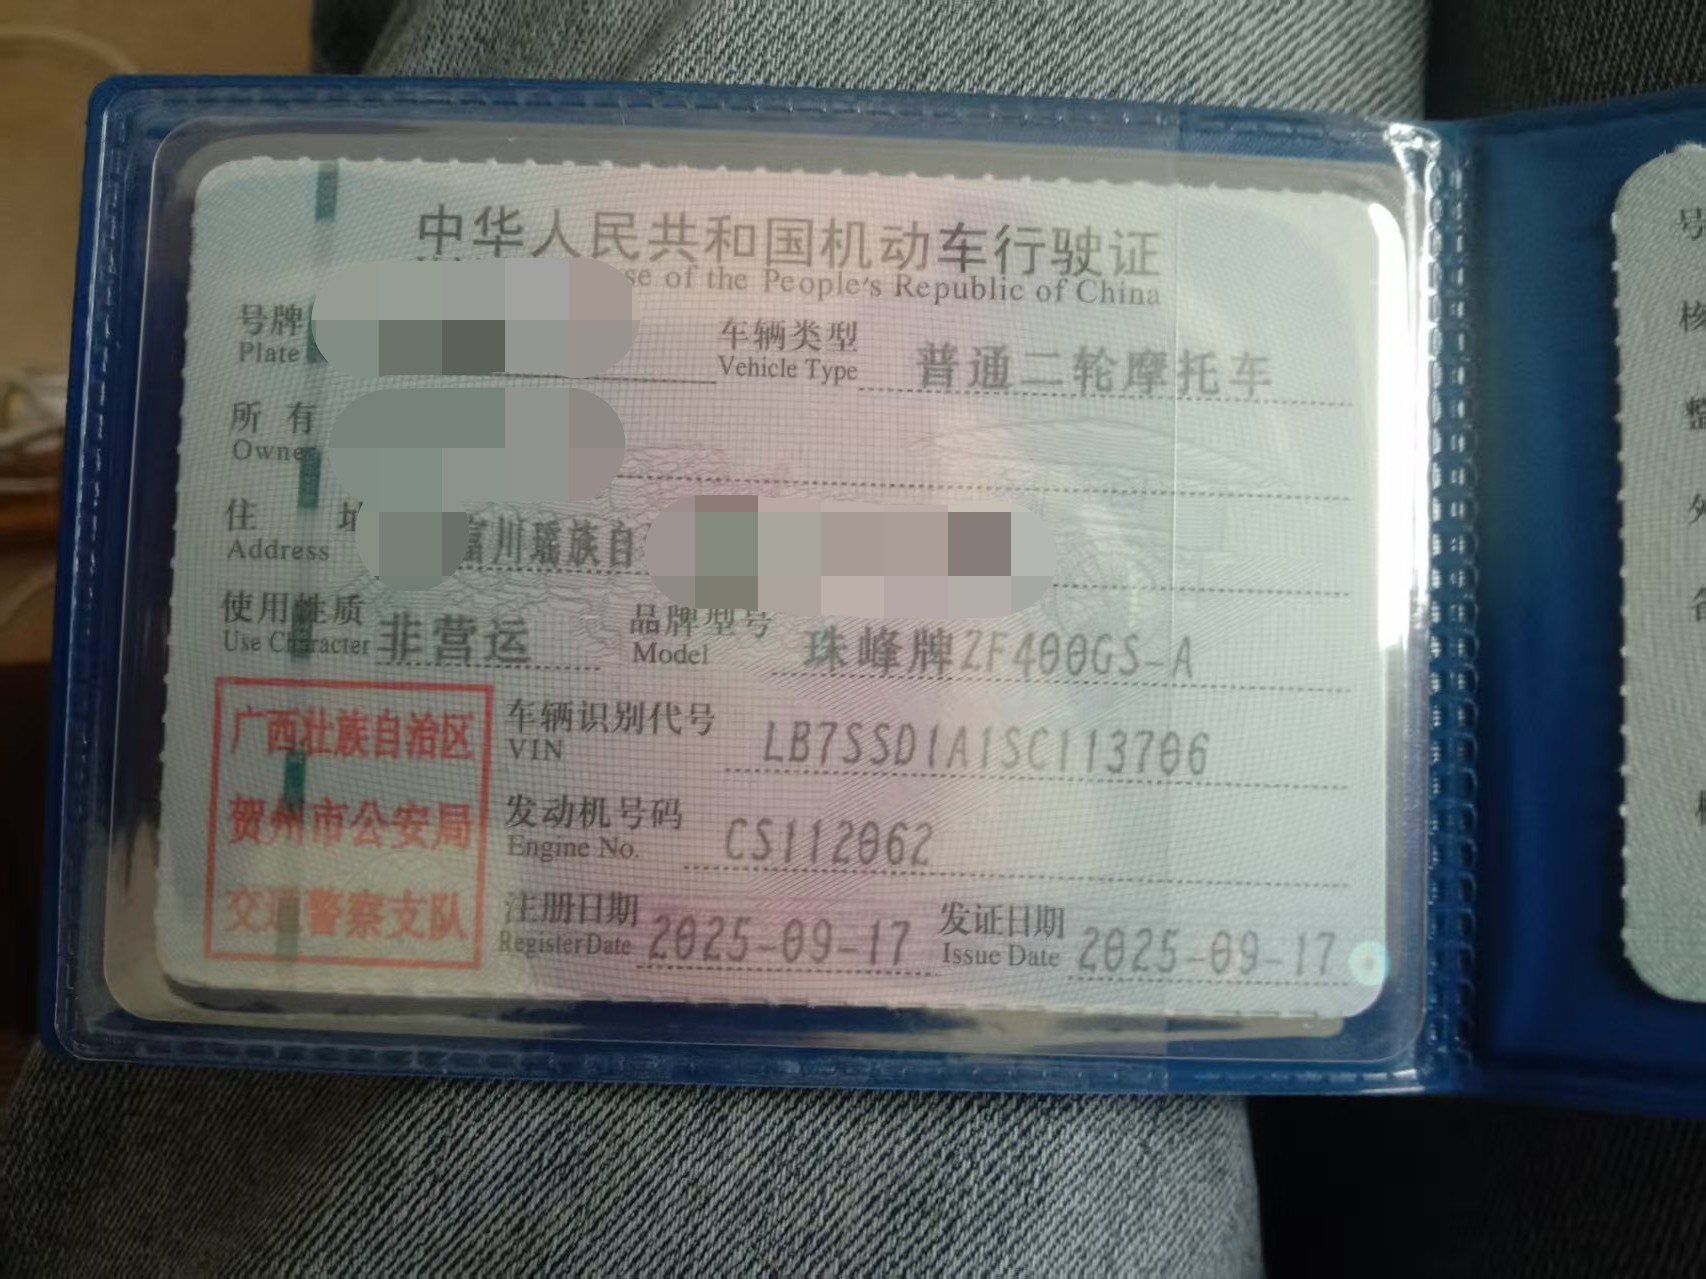 中华人民共和国机动车行驶证
se of the People's Republic of China
号牌 车辆类型 普通二轮摩托车
Plate Vehicle Type
所 有
Owner
住 址 富川瑶族自
Address
使用性质 非营运 品牌型号 珠峰牌ZF400GS-A
Use Character Model
广西壮族自治区
贺州市公安局
交通警察支队
车辆识别代号 LB7SSD1A1SC113706
VIN
发动机号码 CS112062
Engine No.
注册日期 2025-09-17 发证日期 2025-09-17
Register Date Issue Date
号